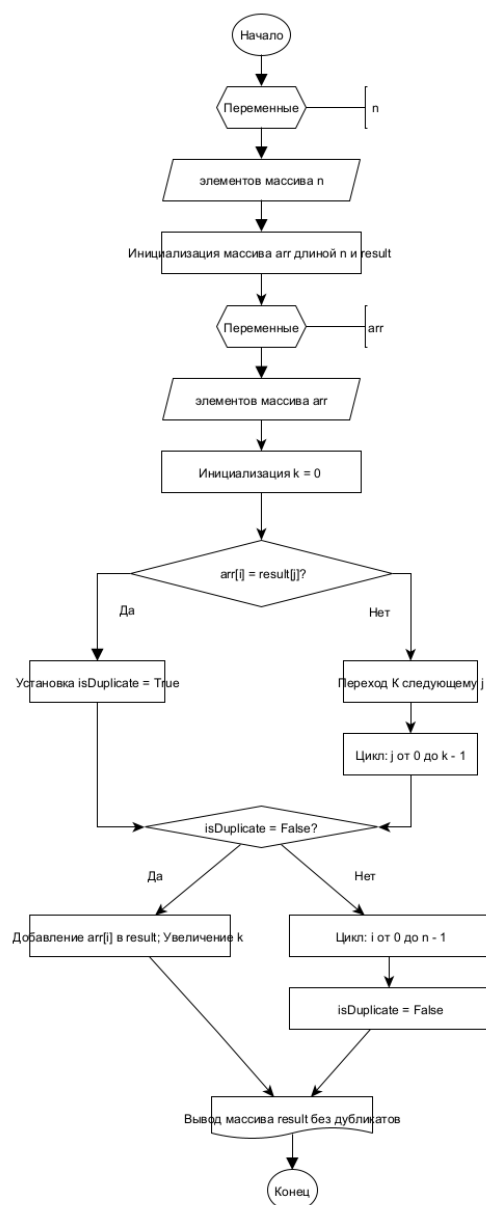 Начало
Переменные
n
элементов массива n
Инициализация массива arr длиной n и result
Переменные
arr
элементов массива arr
Инициализация k = 0
arr[i] = result[j]?
Да
Нет
Установка isDuplicate = True
Переход К следующему j
Цикл: j от 0 до k - 1
isDuplicate = False?
Да
Нет
Добавление arr[i] в result; Увеличение k
Цикл: i от 0 до n - 1
isDuplicate = False
Вывод массива result без дубликатов
Конец